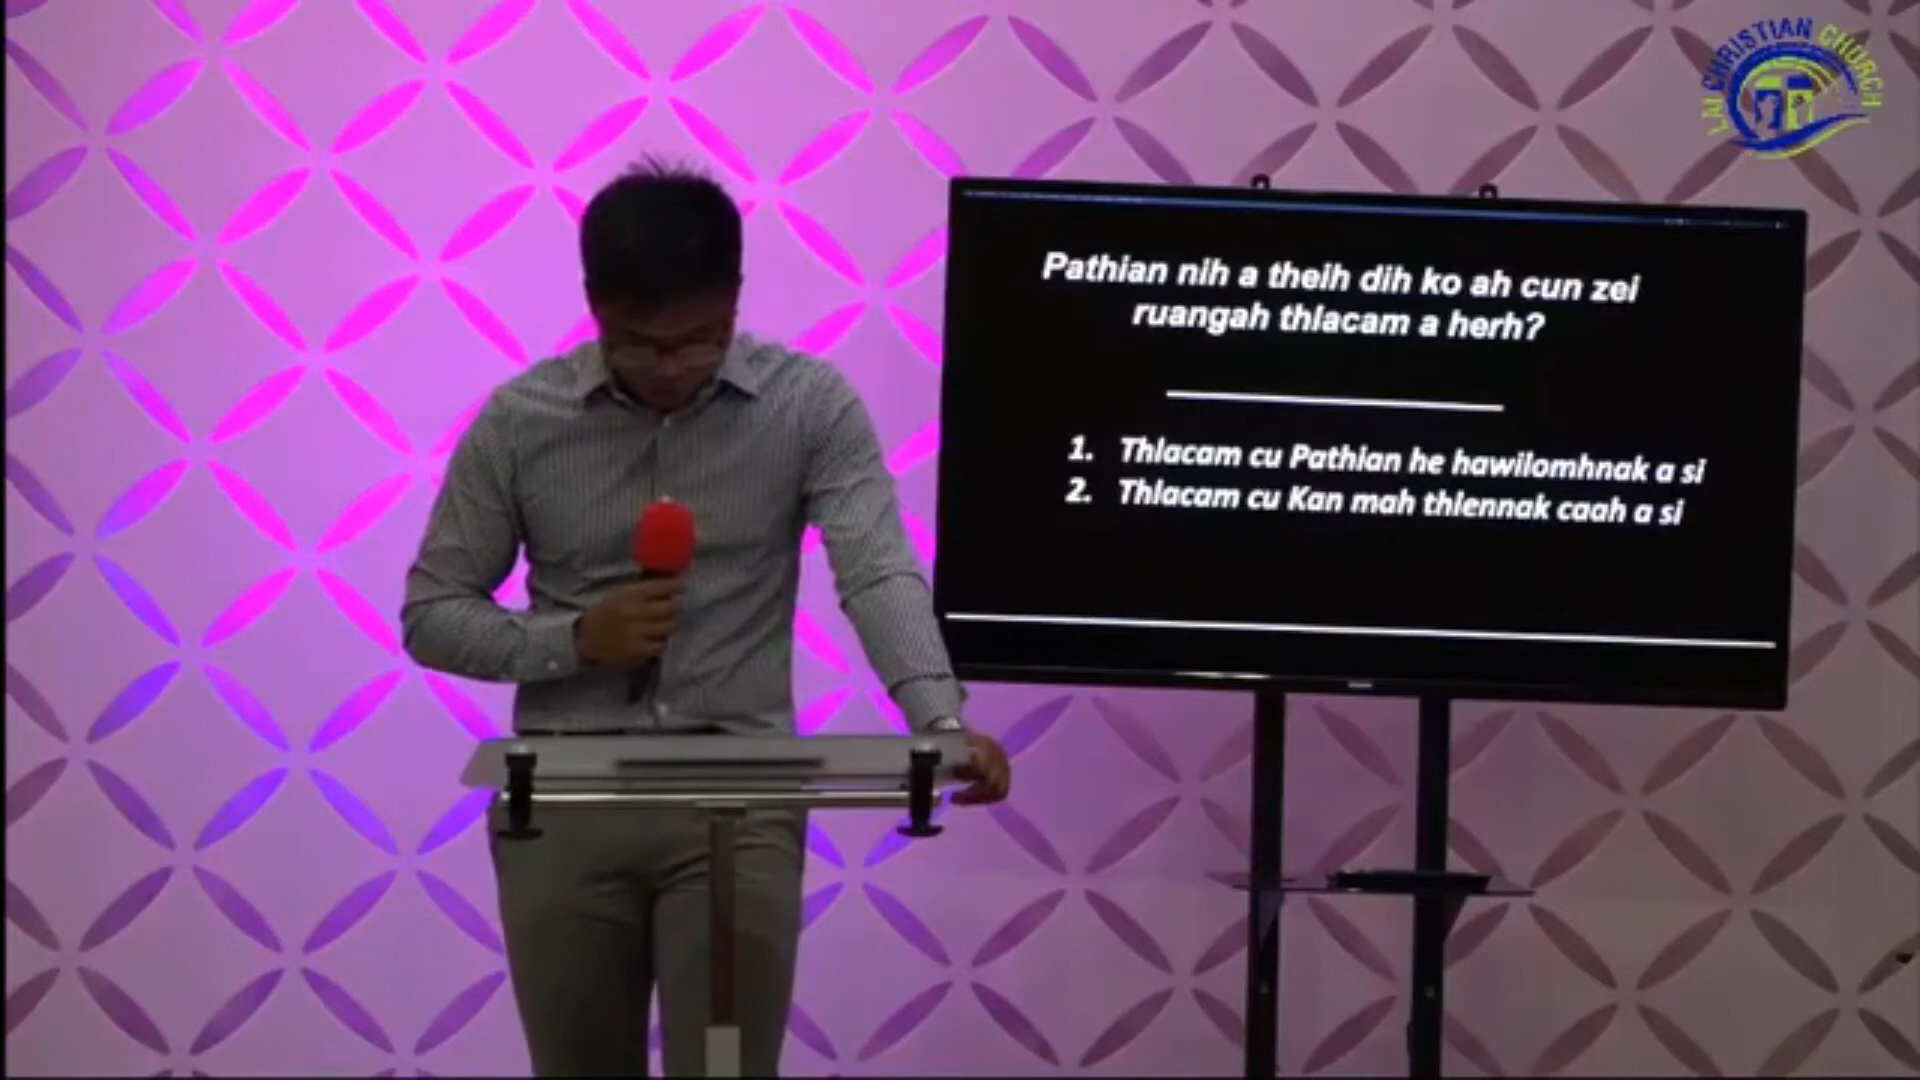 LAI CHRISTIAN CHURCH
Pathian nih a theih dih ko ah cun zei
ruangah thlacam a herh?
1. Thlacam cu Pathian he hawilomhnak a si
2. Thlacam cu Kan mah thlennak caah a si